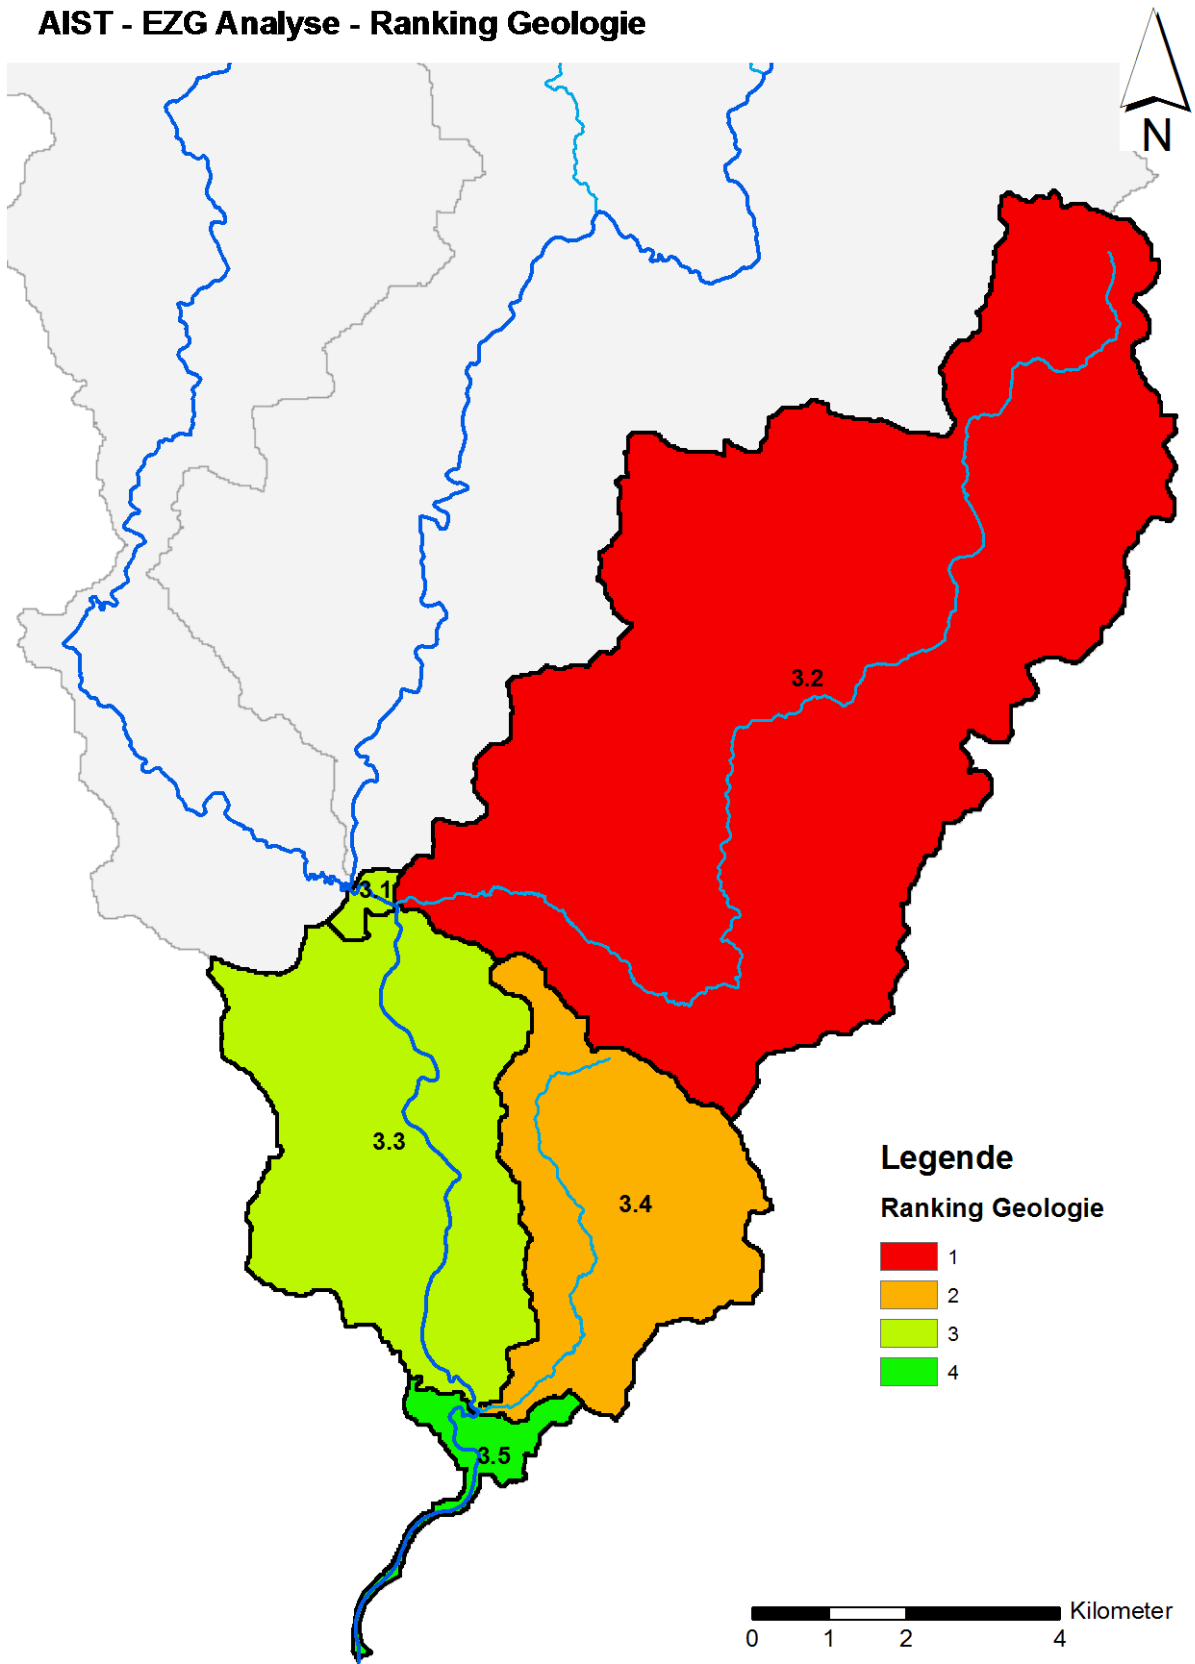 AIST - EZG Analyse - Ranking Geologie
N
3.2
3.1
3.3
3.4
3.5
Legende
Ranking Geologie
1
2
3
4
Kilometer
0 1 2 4